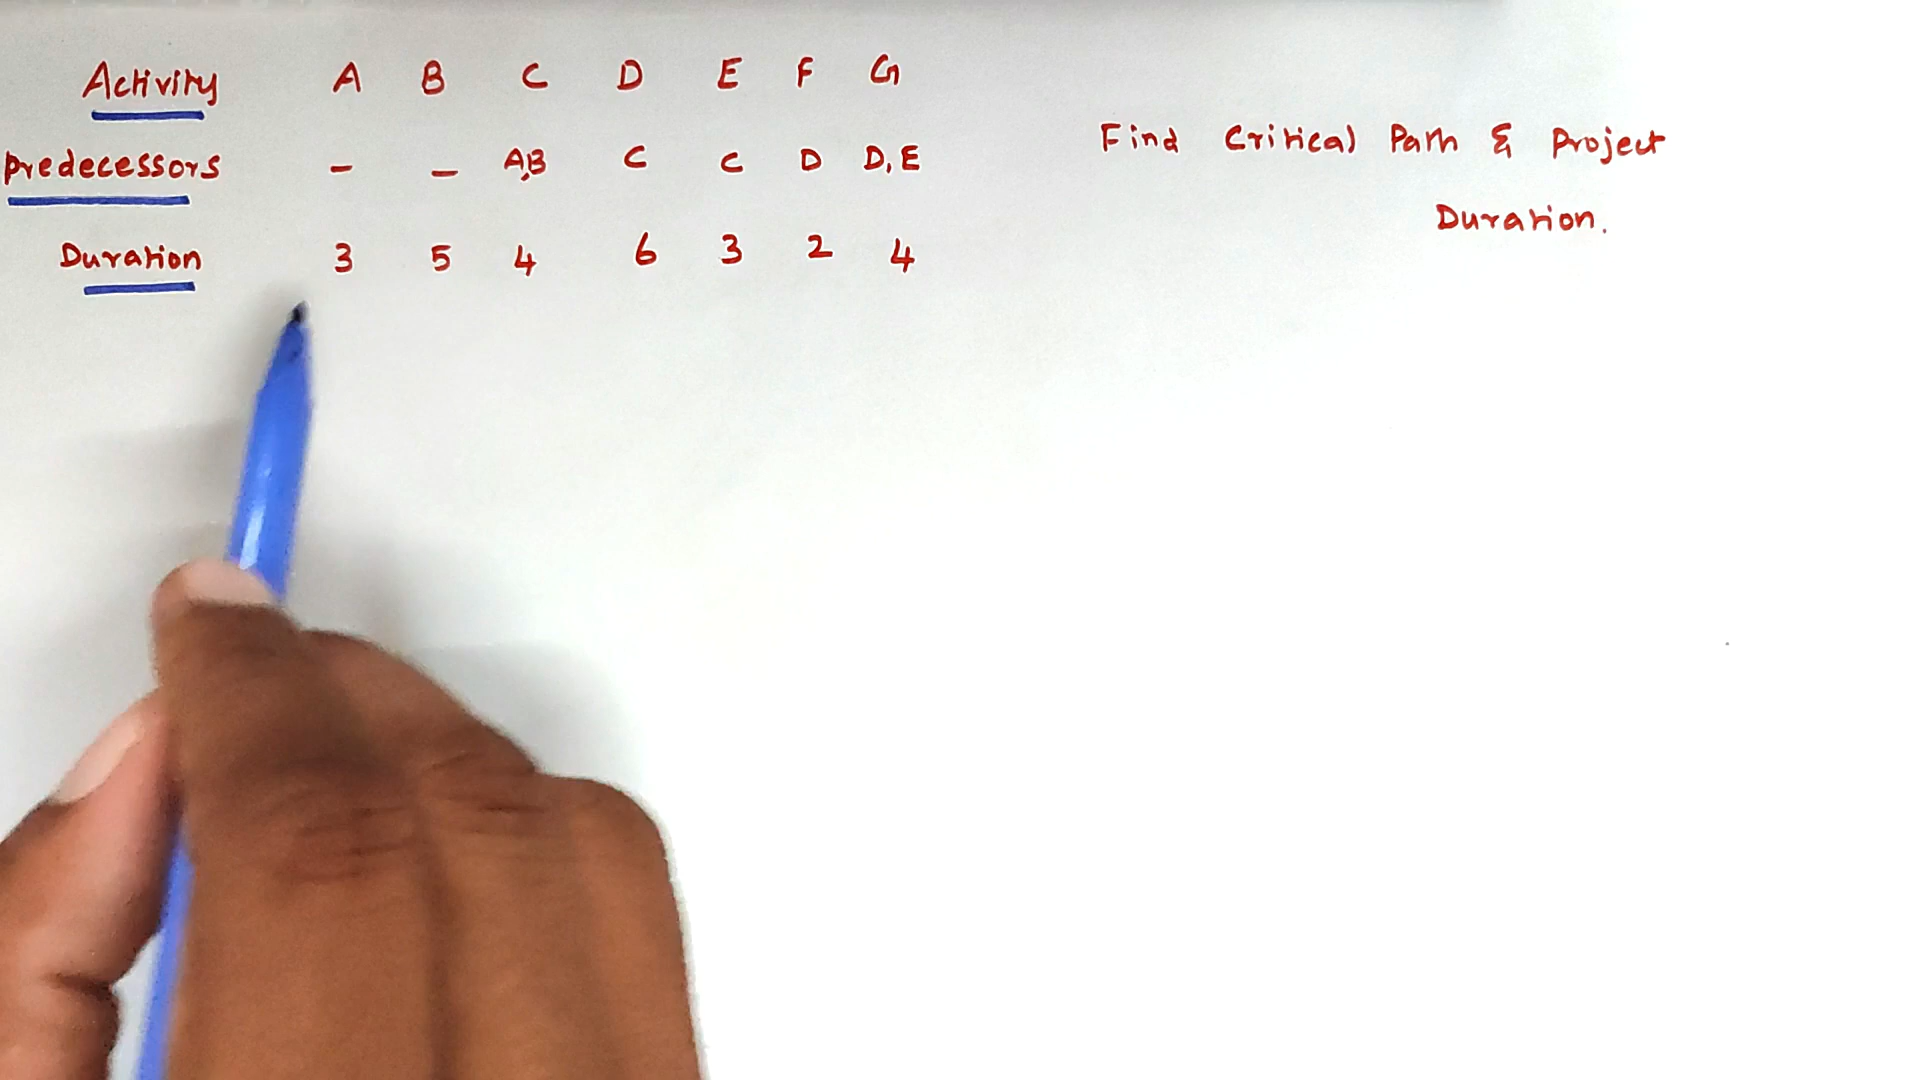 Activity A B C D E F G
Predecessors - - A,B C C D D, E
Duration 3 5 4 6 3 2 4
Find Critical Path & Project
Duration.